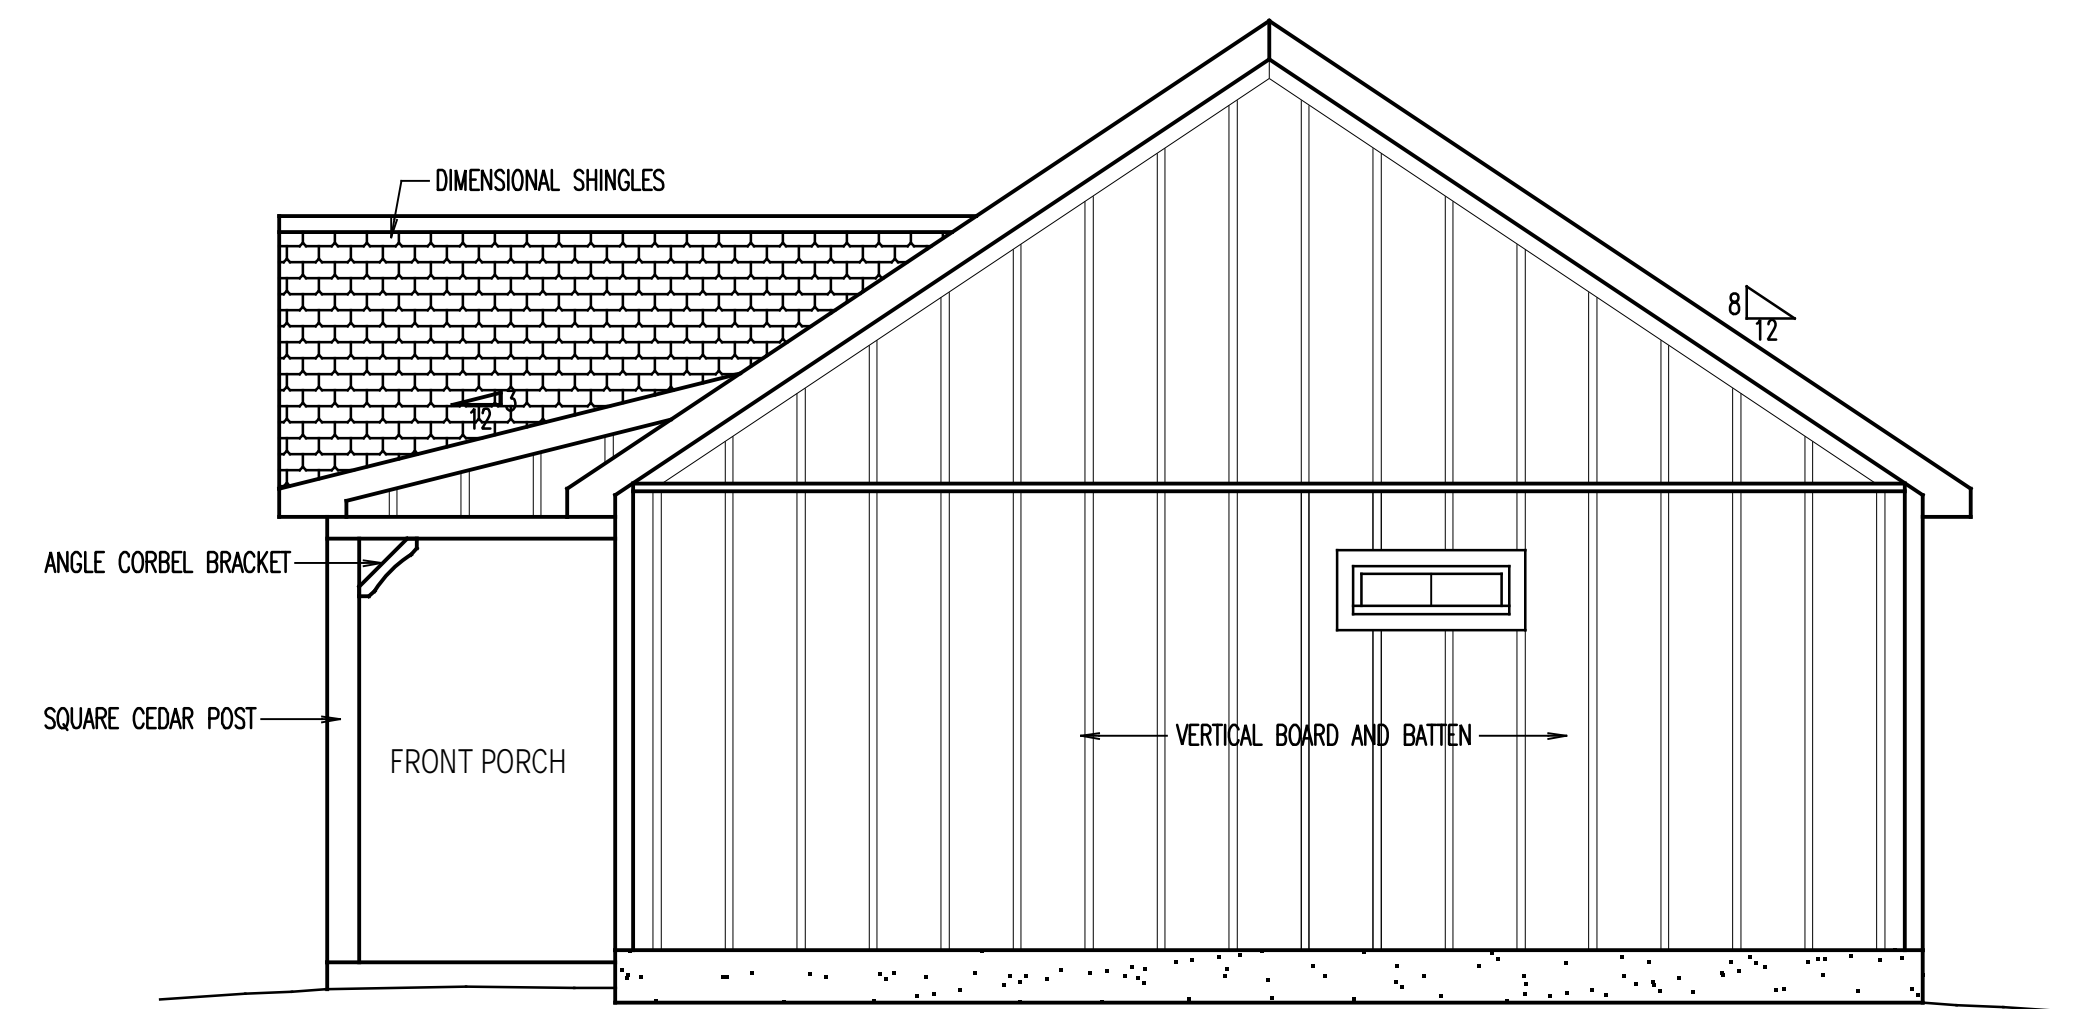 DIMENSIONAL SHINGLES
8
12
3
12
ANGLE CORBEL BRACKET
SQUARE CEDAR POST
VERTICAL BOARD AND BATTEN
FRONT PORCH